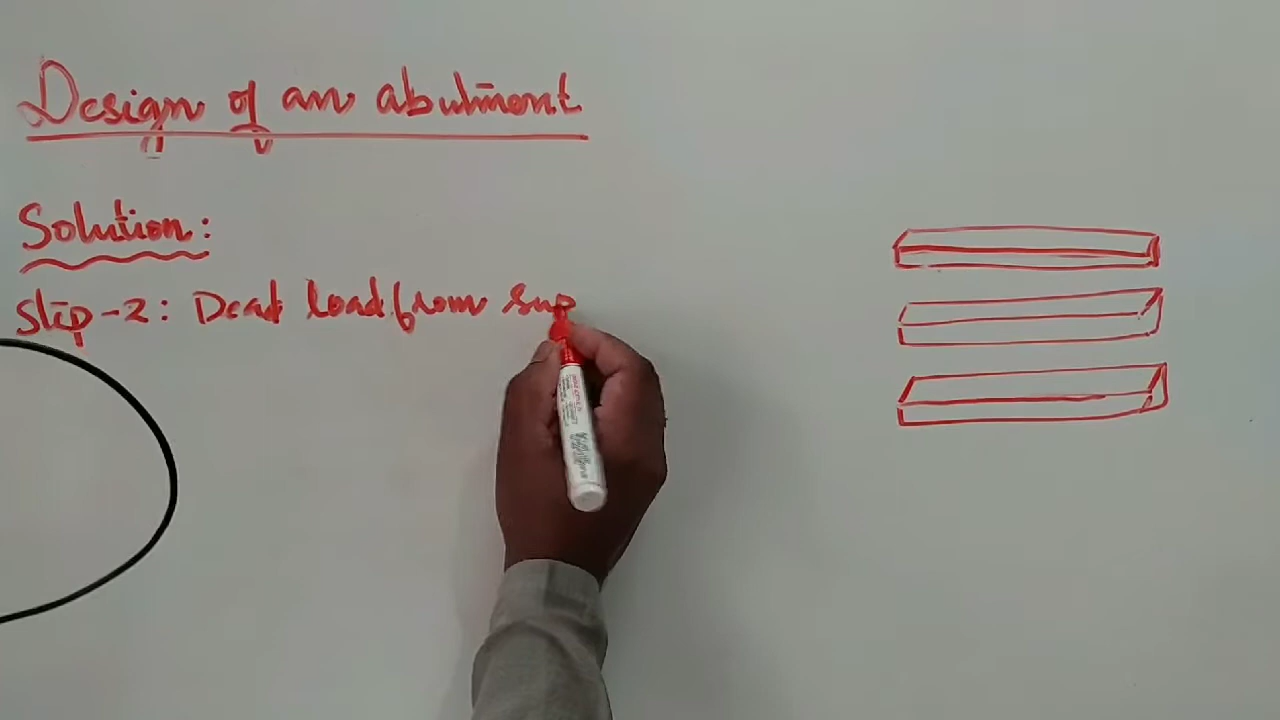 Design of an abutment
Solution:
Step-2: Dead load from sup